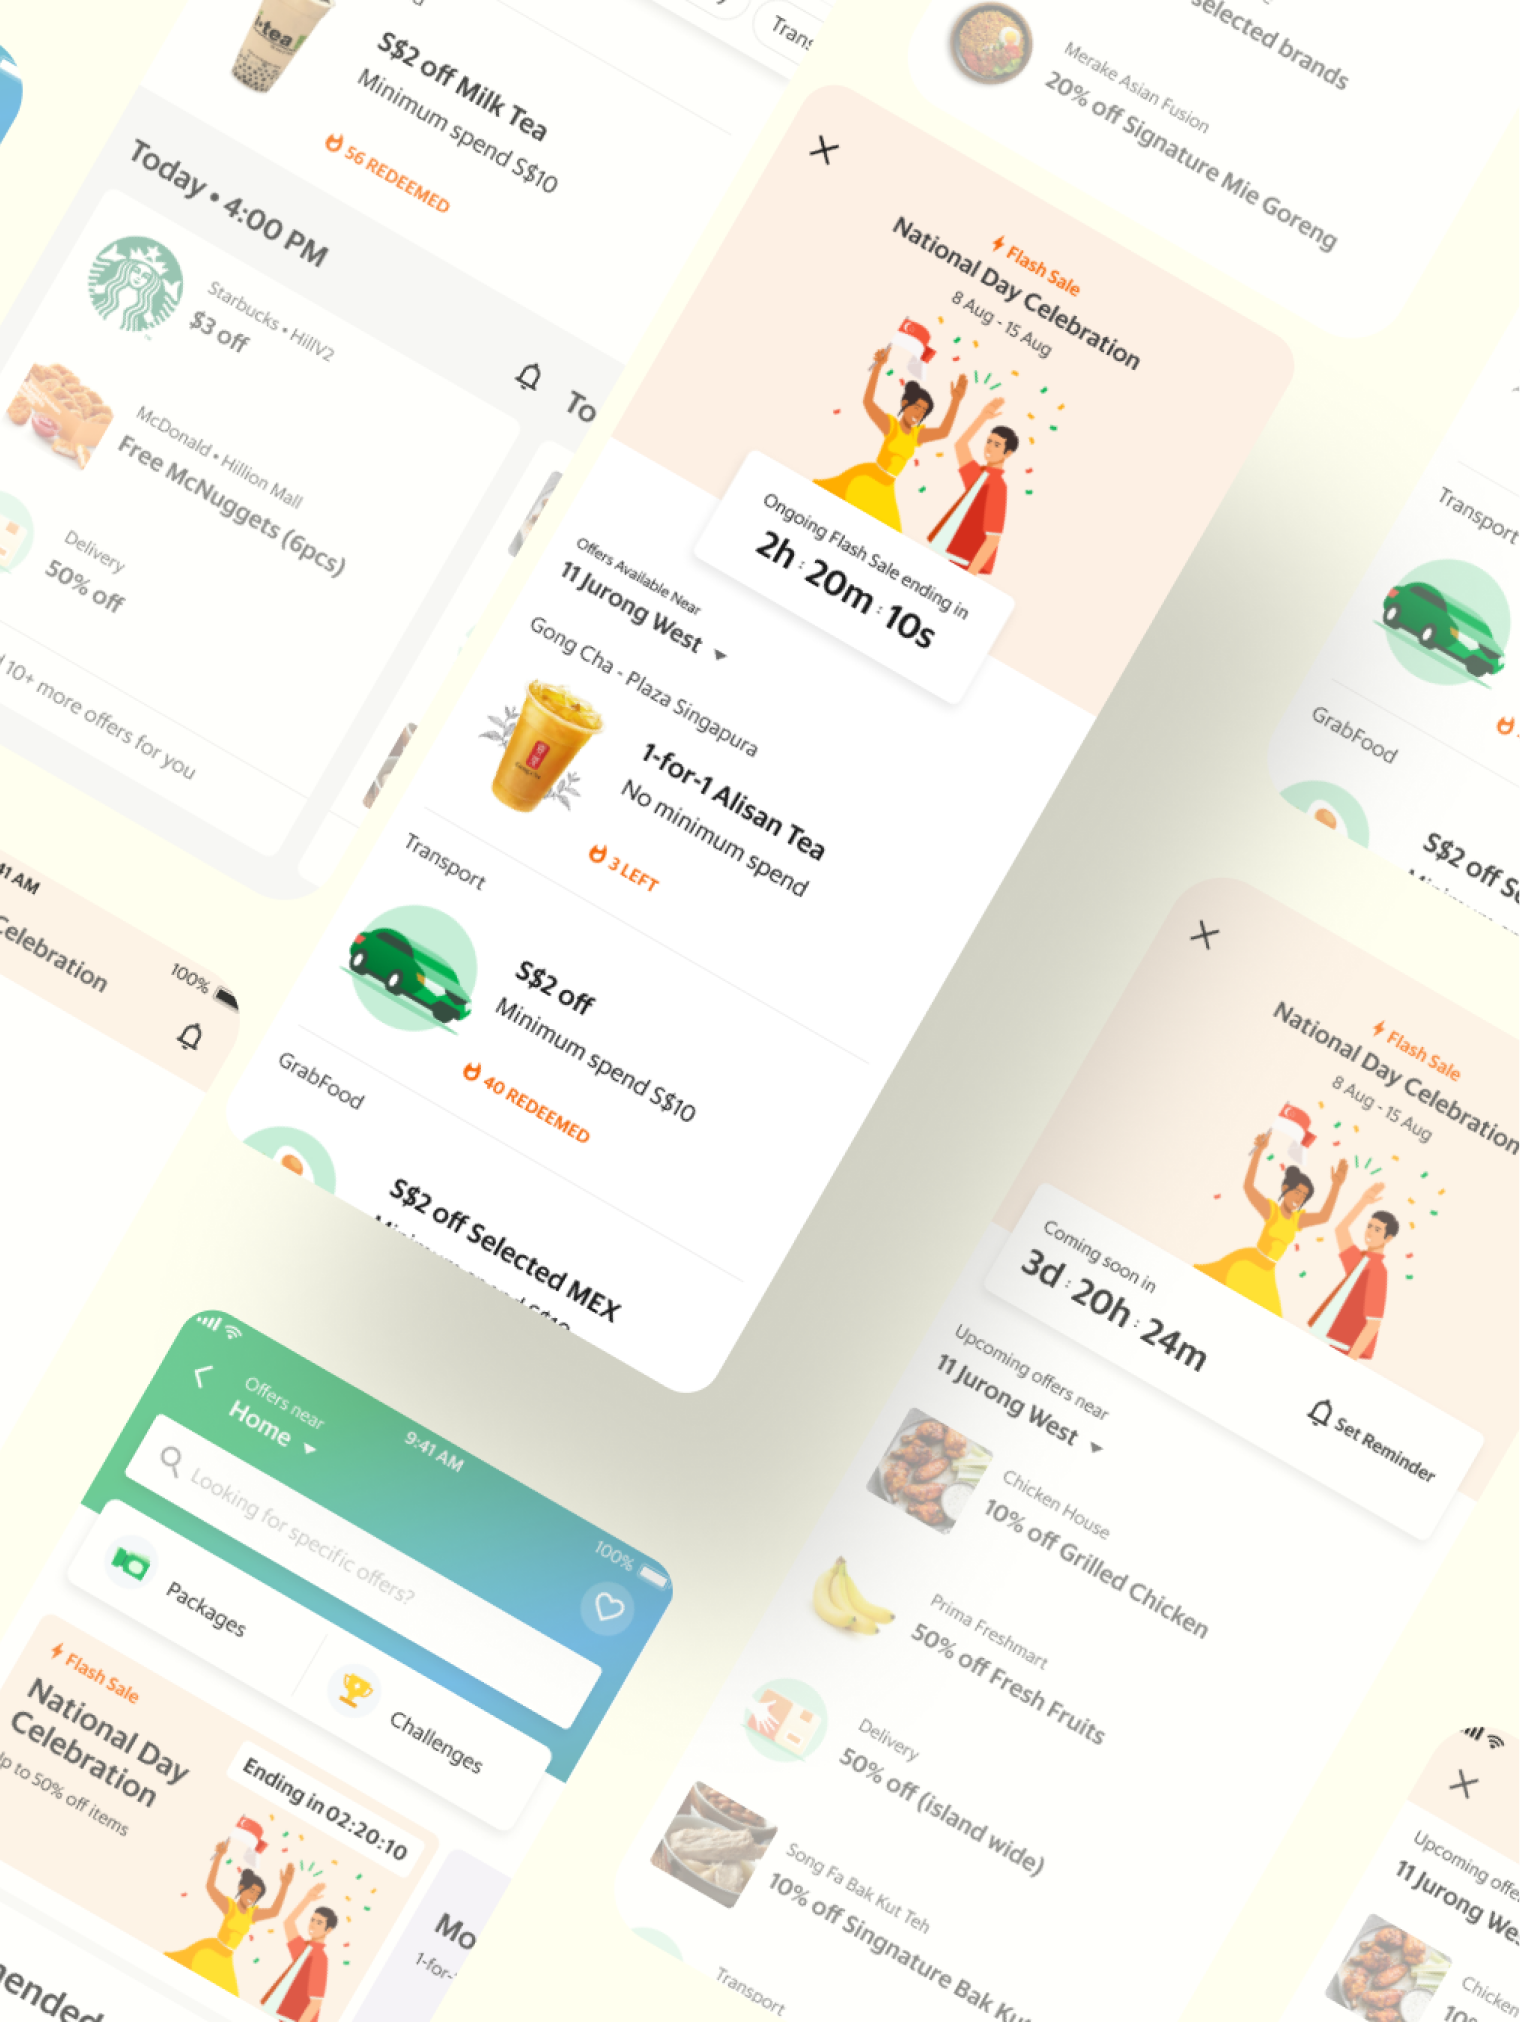 S$2 off Milk Tea
Minimum spend S$10
56 REDEEMED
Today • 4:00 PM
Starbucks • HillV2
$3 off
McDonald • Hillion Mall
Free McNuggets (6pcs)
Delivery
50% off
10+ more offers for you
To
selected brands
Merake Asian Fusion
20% off Signature Mie Goreng
Flash Sale
National Day Celebration
8 Aug - 15 Aug
Ongoing Flash Sale ending in
2h : 20m : 10s
Offers Available Near
11 Jurong West
Gong Cha - Plaza Singapura
1-for-1 Alisan Tea
No minimum spend
3 LEFT
Transport
S$2 off
Minimum spend S$10
40 REDEEMED
GrabFood
S$2 off Selected MEX
Transport
GrabFood
S$2 off
41 AM
Celebration
100%
Offers near
Home
9:41 AM
100%
Looking for specific offers?
Packages
Challenges
Flash Sale
National Day
Celebration
Up to 50% off items
Ending in 02:20:10
Mo
1-for-
Flash Sale
National Day Celebration
8 Aug - 15 Aug
Coming soon in
3d : 20h : 24m
Set Reminder
Upcoming offers near
11 Jurong West
Chicken House
10% off Grilled Chicken
Prima Freshmart
50% off Fresh Fruits
Delivery
50% off (island wide)
Song Fa Bak Kut Teh
10% off Singnature Bak Ku
Transport
Upcoming offe
11 Jurong Wes
Chicken